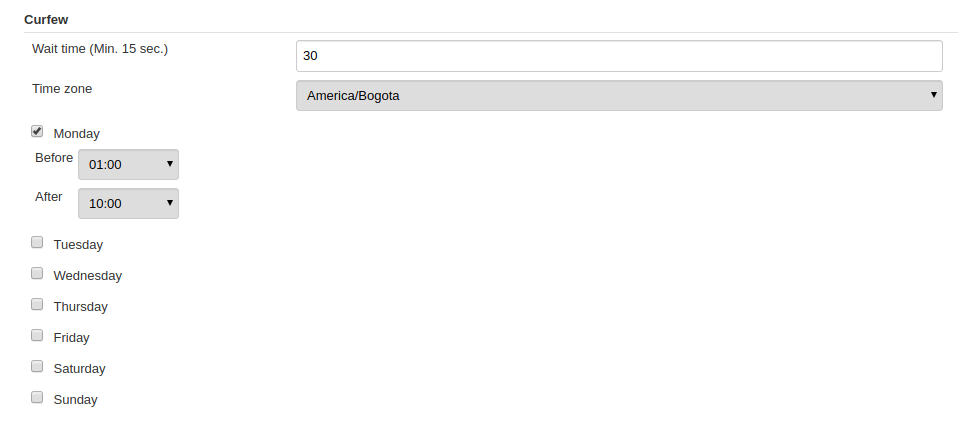 Curfew
Wait time (Min. 15 sec.)
30
Time zone
America/Bogota
Monday
Before 01:00
After 10:00
Tuesday
Wednesday
Thursday
Friday
Saturday
Sunday